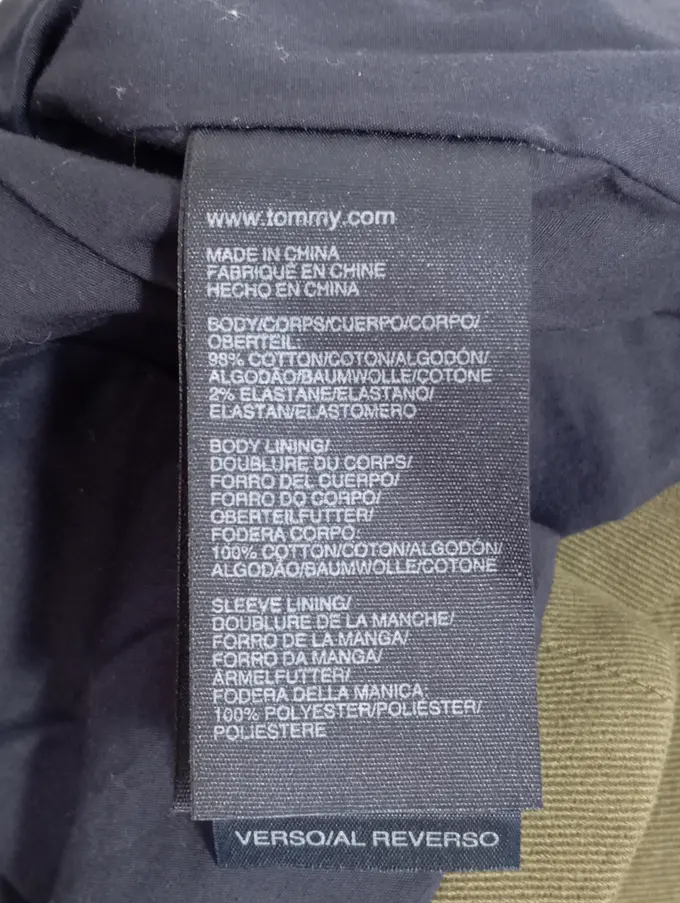 www.tommy.com
MADE IN CHINA
FABRIQUÉ EN CHINE
HECHO EN CHINA
BODY/CORPS/CUERPO/CORPO/
OBERTEIL:
98% COTTON/COTON/ALGODÓN/
ALGODÃO/BAUMWOLLE/COTONE
2% ELASTANE/ELASTANO/
ELASTAN/ELASTOMERO
BODY LINING/
DOUBLURE DU CORPS/
FORRO DEL CUERPO/
FORRO DO CORPO/
OBERTEILFUTTER/
FODERA CORPO:
100% COTTON/COTON/ALGODÓN/
ALGODÃO/BAUMWOLLE/COTONE
SLEEVE LINING/
DOUBLURE DE LA MANCHE/
FORRO DE LA MANGA/
FORRO DA MANGA/
ÄRMELFUTTER/
FODERA DELLA MANICA:
100% POLYESTER/POLIÉSTER/
POLIESTERE
VERSO/AL REVERSO